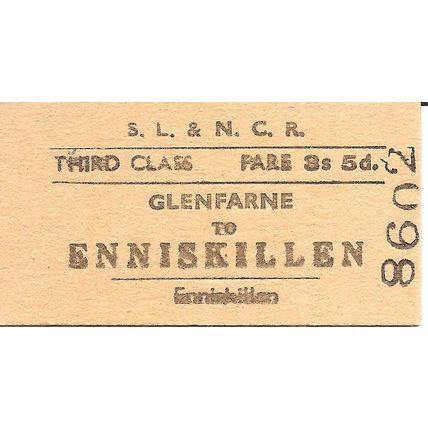 S. L. & N. C. R.
THIRD CLASS FARE 3s 5d.
GLENFARNE
TO
ENNISKILLEN
Enniskillen
8602